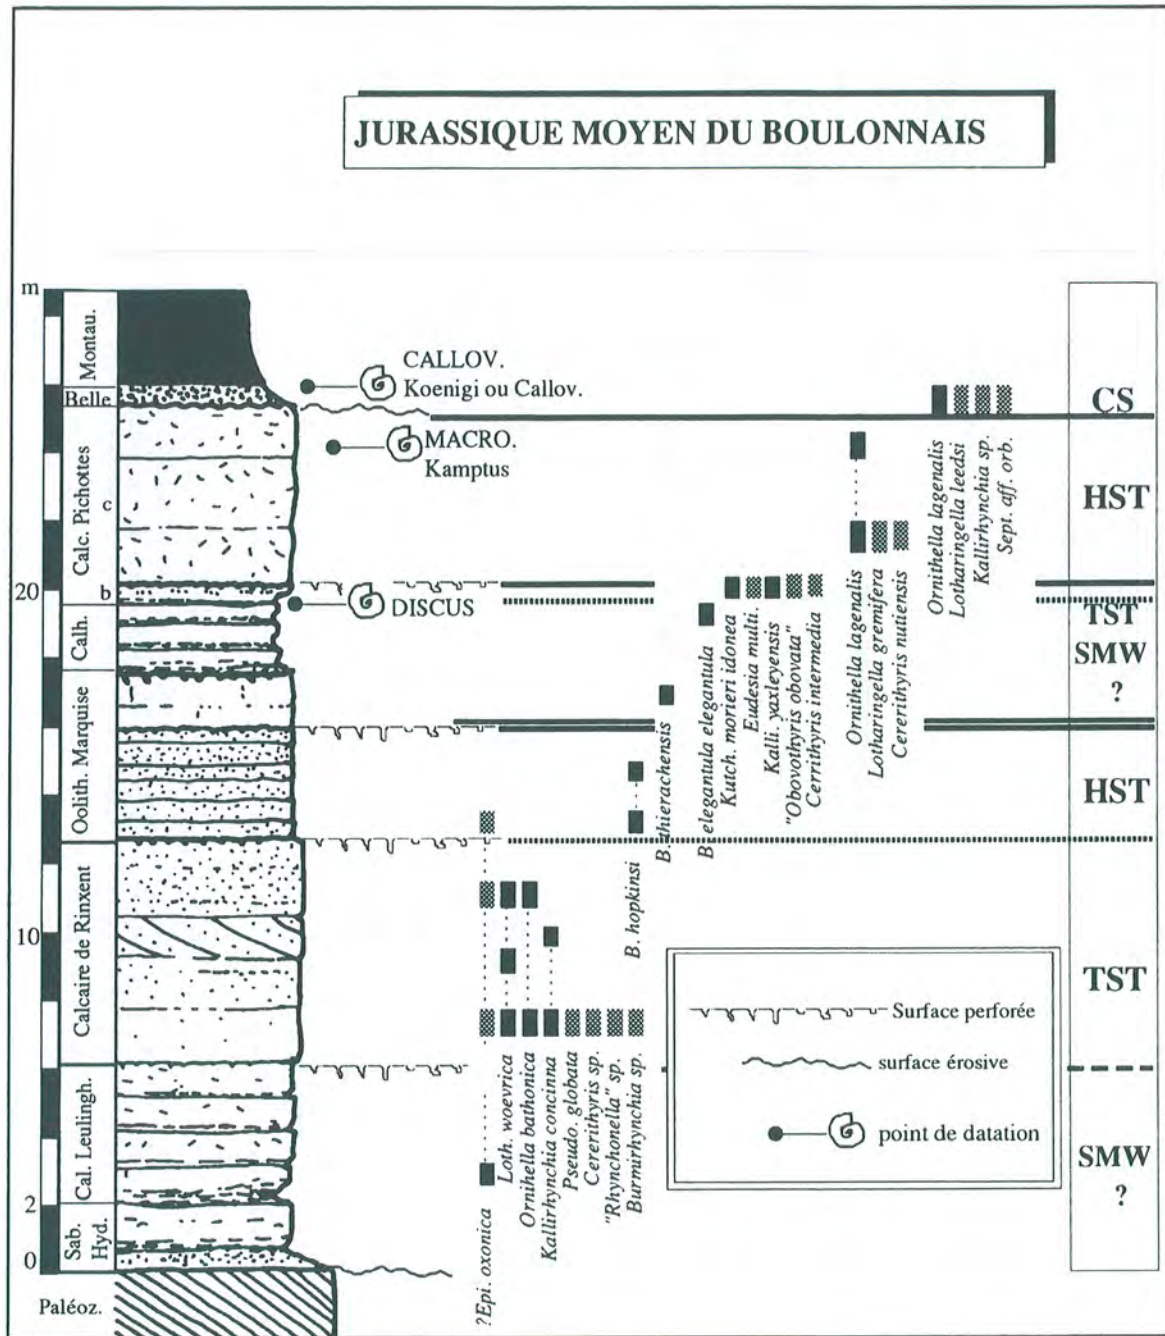 JURASSIQUE MOYEN DU BOULONNAIS
m
Montau.
Belle
Calc. Pichottes
c
b
20
Calh.
Oolith. Marquise
Calcaire de Rinxent
10
Cal. Leulingh.
2
Sab. Hyd.
0
Paléoz.
CALLOV.
Koenigi ou Callov.
MACRO.
Kamptus
DISCUS
?Epi. oxonica
Loth. woevrica
Ornihella bathonica
Kallirhynchia concinna
Pseudo. globata
Cererithyris sp.
"Rhynchonella" sp.
Burmirhynchia sp.
B. hopkinsi
B. thierachensis
B. elegantula elegantula
Kutch. morieri idonea
Eudesia multi.
Kalli. yaxleyensis
"Obovothyris obovata"
Cerrithyris intermedia
Ornithella lagenalis
Lotharingella gremifera
Cererithyris nutiensis
Ornithella lagenalis
Lotharingella leedsi
Kallirhynchia sp.
Sept. aff. orb.
CS
HST
TST
SMW
?
HST
TST
SMW
?
Surface perforée
surface érosive
point de datation